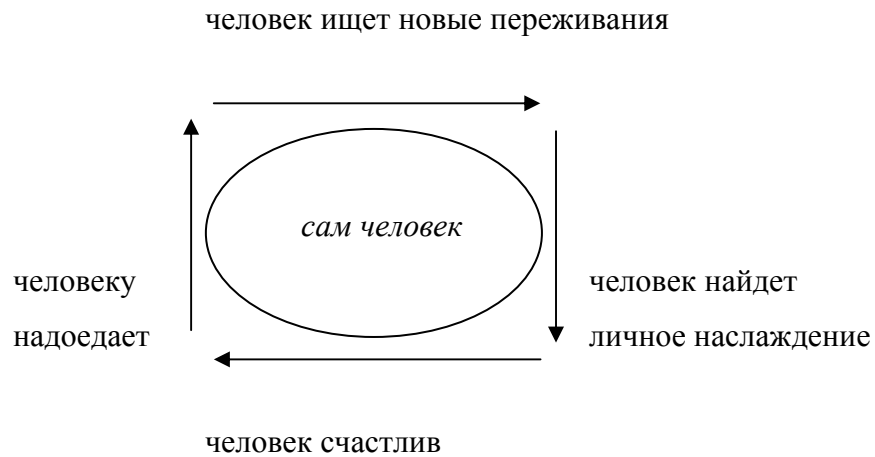 человек ищет новые переживания
сам человек
человеку
надоедает
человек найдет
личное наслаждение
человек счастлив